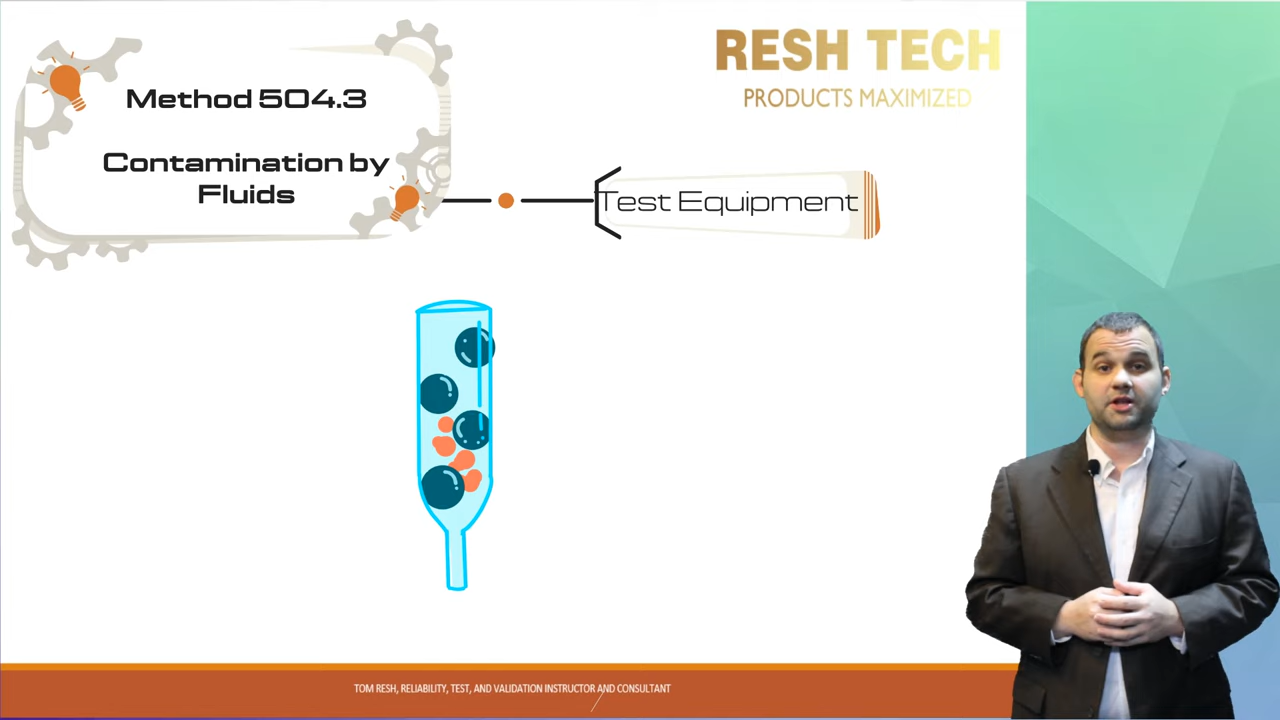 Method 504.3
Contamination by
Fluids
RESH TECH
PRODUCTS MAXIMIZED
Test Equipment
TOM RESH, RELIABILITY, TEST, AND VALIDATION INSTRUCTOR AND CONSULTANT